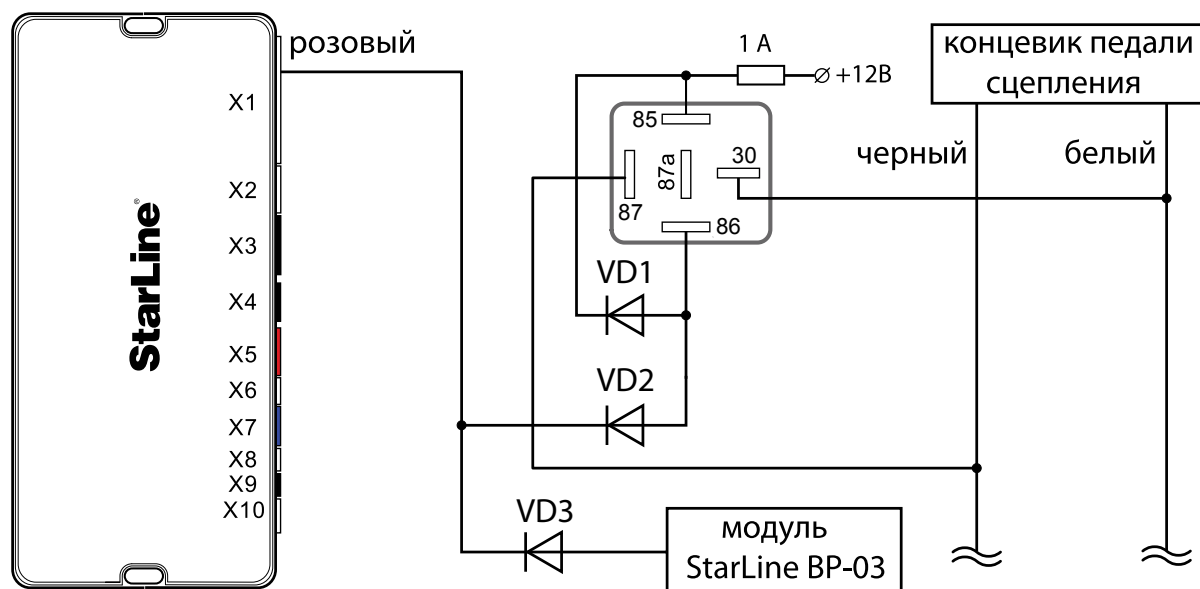 розовый
X1
X2
X3
X4
X5
X6
X7
X8
X9
X10
StarLine®
1 А
+12В
85
87a
30
87
86
VD1
VD2
VD3
концевик педали
сцепления
черный
белый
модуль
StarLine BP-03